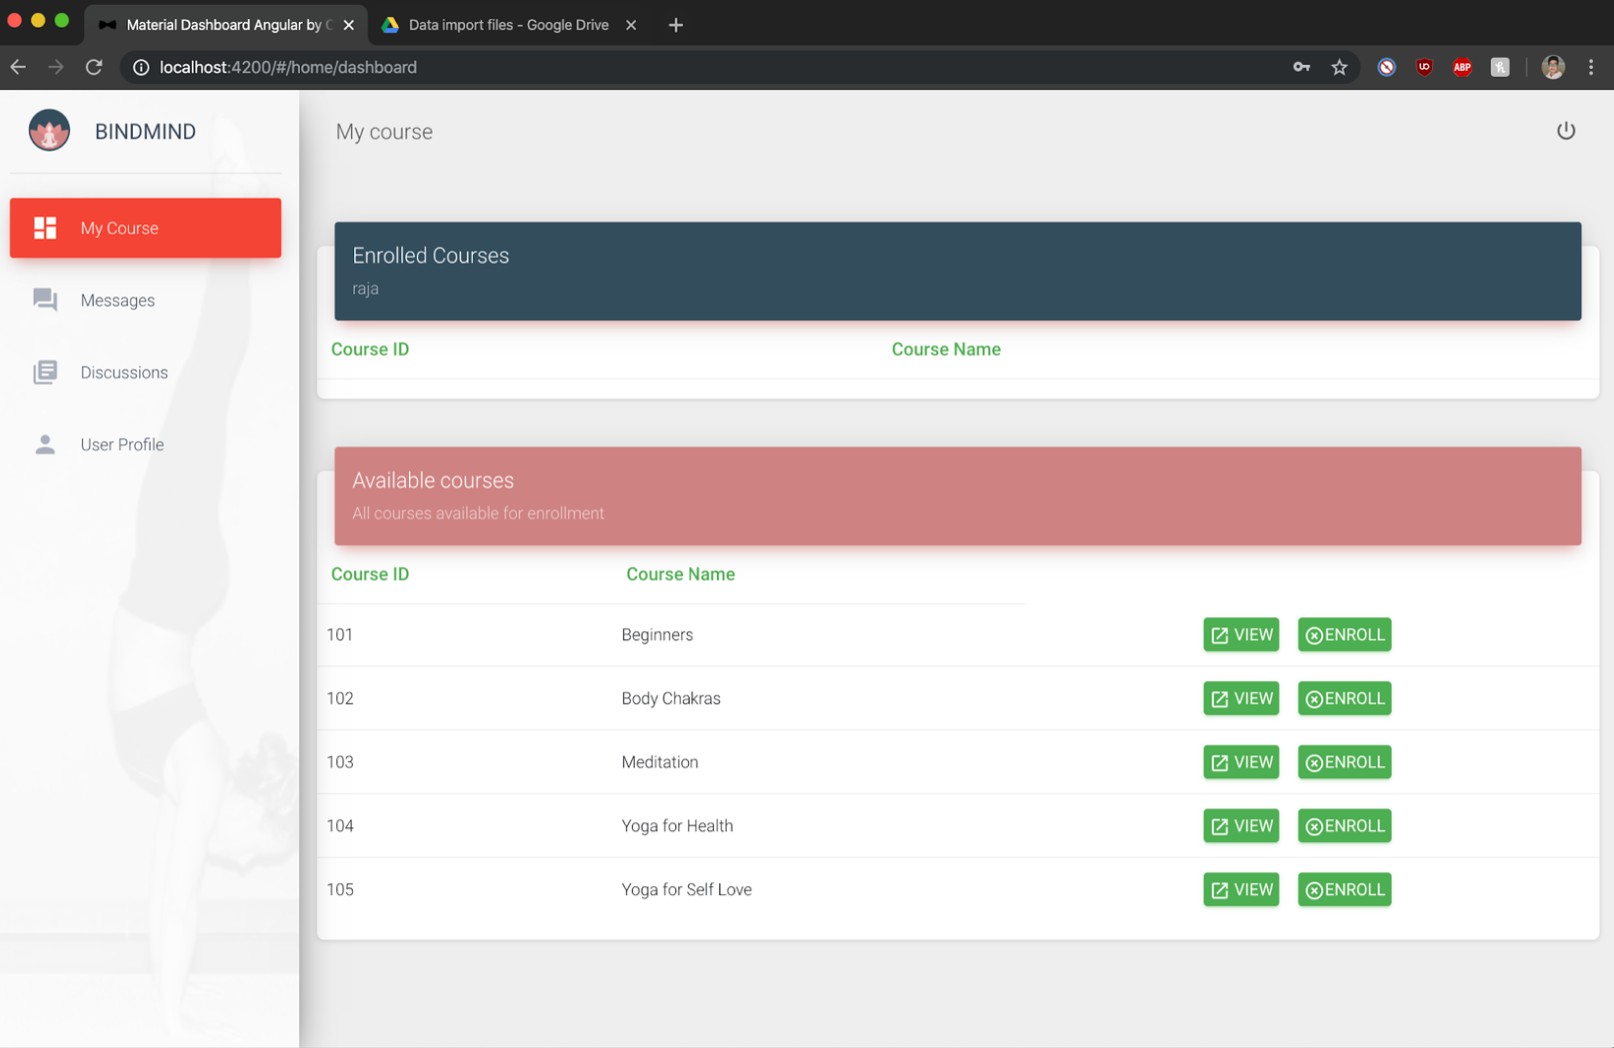 Material Dashboard Angular by C
Data import files - Google Drive
localhost:4200/#/home/dashboard
UO
ABP
BINDMIND
My course
My Course
Messages
Discussions
User Profile
Enrolled Courses
raja
Course ID Course Name
Available courses
All courses available for enrollment
Course ID Course Name
101 Beginners VIEW ENROLL
102 Body Chakras VIEW ENROLL
103 Meditation VIEW ENROLL
104 Yoga for Health VIEW ENROLL
105 Yoga for Self Love VIEW ENROLL